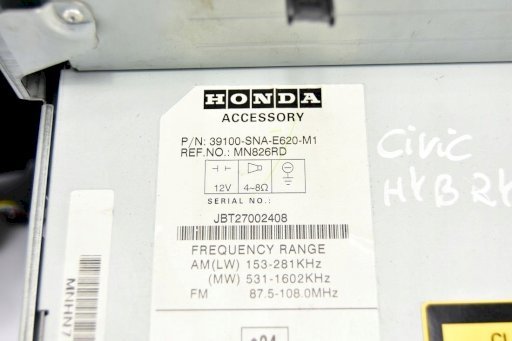 HONDA
ACCESSORY
P/N: 39100-SNA-E620-M1
REF.NO.: MN826RD
12V 4~8Ω
SERIAL NO.:
JBT27002408
FREQUENCY RANGE
AM(LW) 153-281KHz
(MW) 531-1602KHz
FM 87.5-108.0MHz
Civic
MNHN7